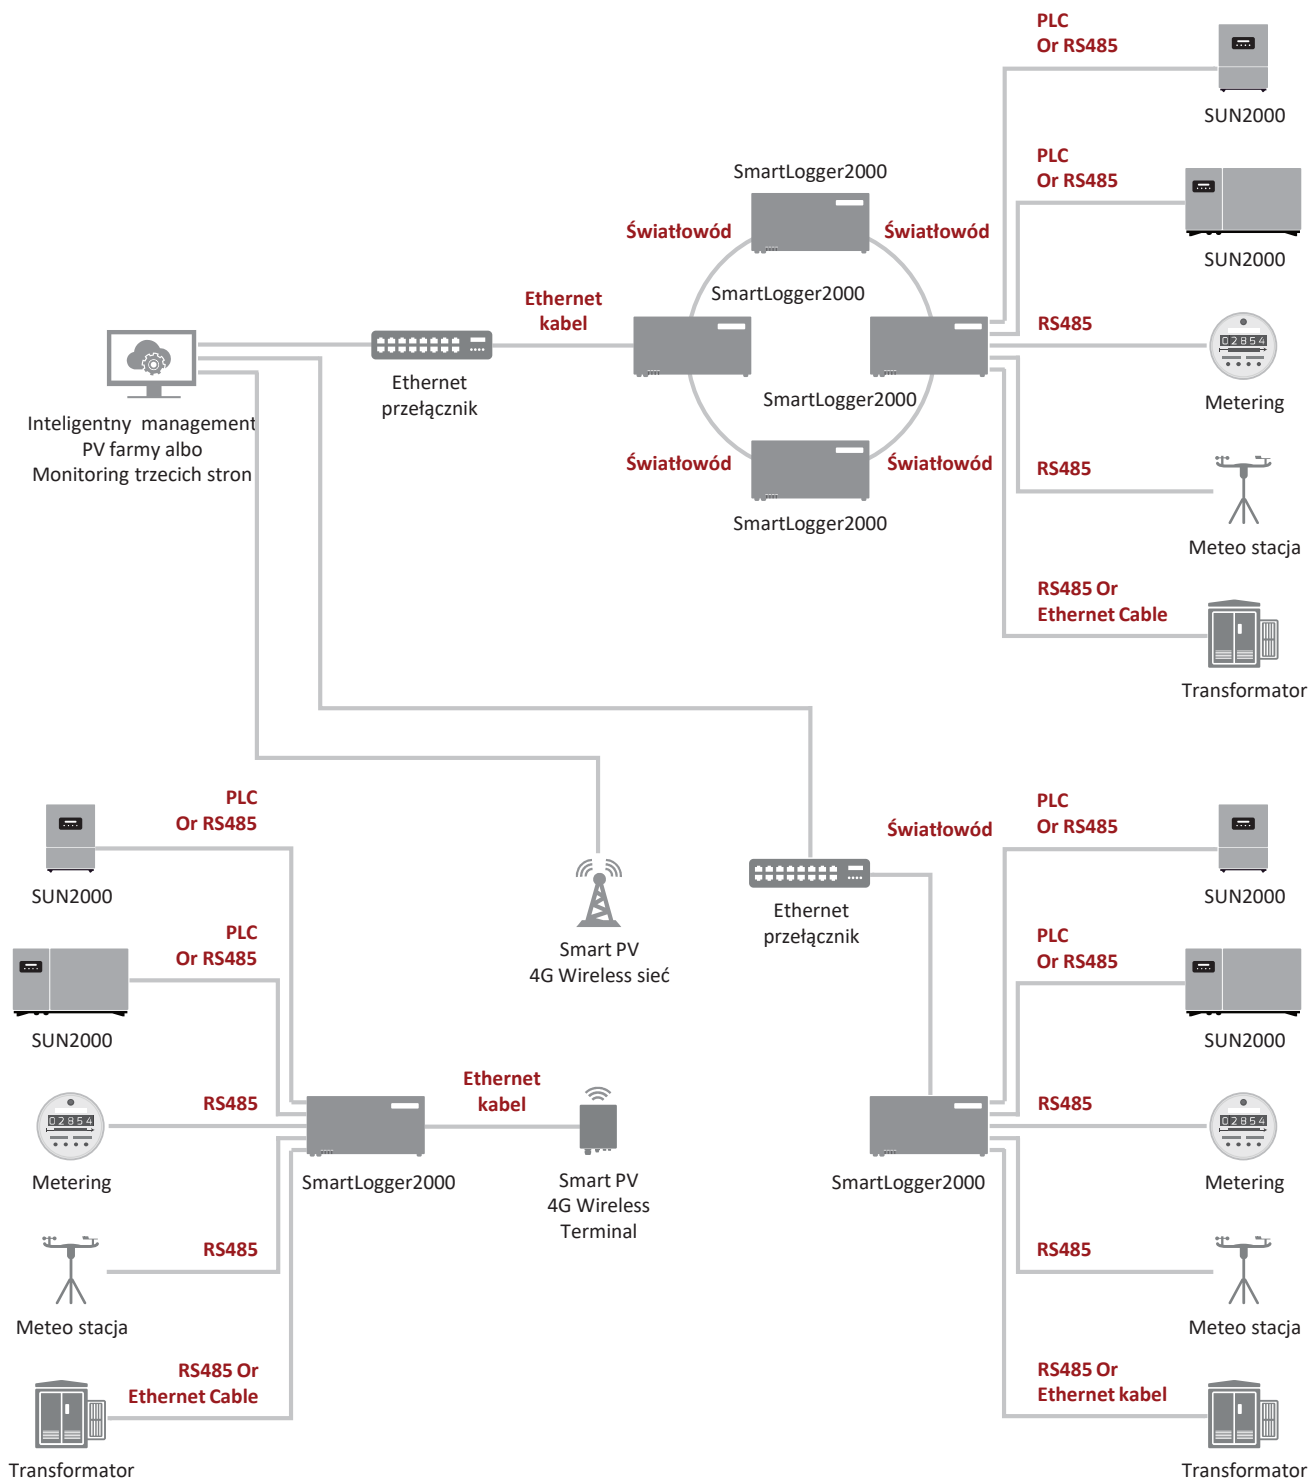 PLC
Or RS485
SUN2000
PLC
Or RS485
SUN2000
SmartLogger2000
Światłowód
Światłowód
SmartLogger2000
Ethernet
kabel
RS485
02854
Metering
Ethernet
przełącznik
SmartLogger2000
Inteligentny management
PV farmy albo
Monitoring trzecich stron
Światłowód
Światłowód
SmartLogger2000
RS485
Meteo stacja
RS485 Or
Ethernet Cable
Transformator
PLC
Or RS485
SUN2000
PLC
Or RS485
SUN2000
Smart PV
4G Wireless sieć
Światłowód
Ethernet
przełącznik
PLC
Or RS485
SUN2000
PLC
Or RS485
SUN2000
RS485
02854
Metering
SmartLogger2000
Ethernet
kabel
Smart PV
4G Wireless
Terminal
SmartLogger2000
RS485
02854
Metering
RS485
Meteo stacja
RS485
Meteo stacja
RS485 Or
Ethernet Cable
Transformator
RS485 Or
Ethernet kabel
Transformator